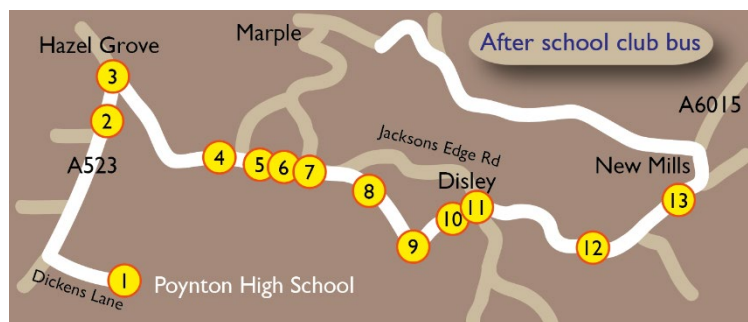 Hazel Grove
Marple
After school club bus
3
A6015
2
Jacksons Edge Rd
A523
4
5
6
7
New Mills
Disley
8
13
11
10
9
12
1
Dickens Lane
Poynton High School